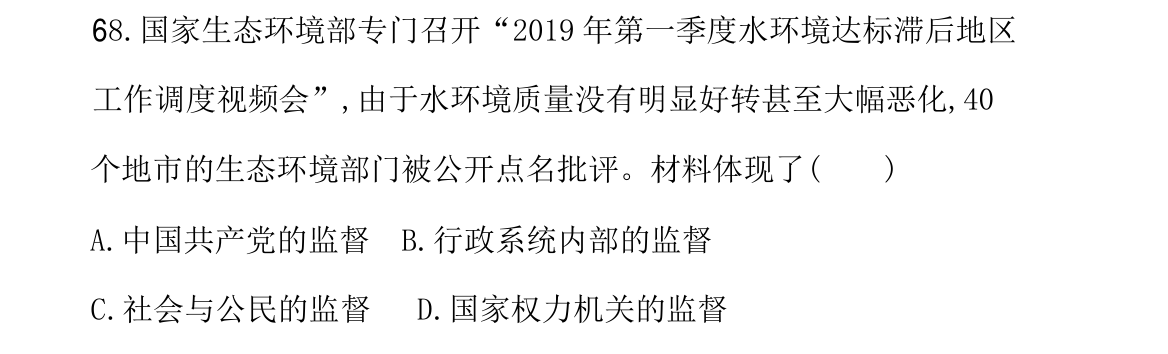 68.国家生态环境部专门召开“2019年第一季度水环境达标滞后地区
工作调度视频会”,由于水环境质量没有明显好转甚至大幅恶化,40
个地市的生态环境部门被公开点名批评。材料体现了(    )
A.中国共产党的监督  B.行政系统内部的监督
C.社会与公民的监督   D.国家权力机关的监督